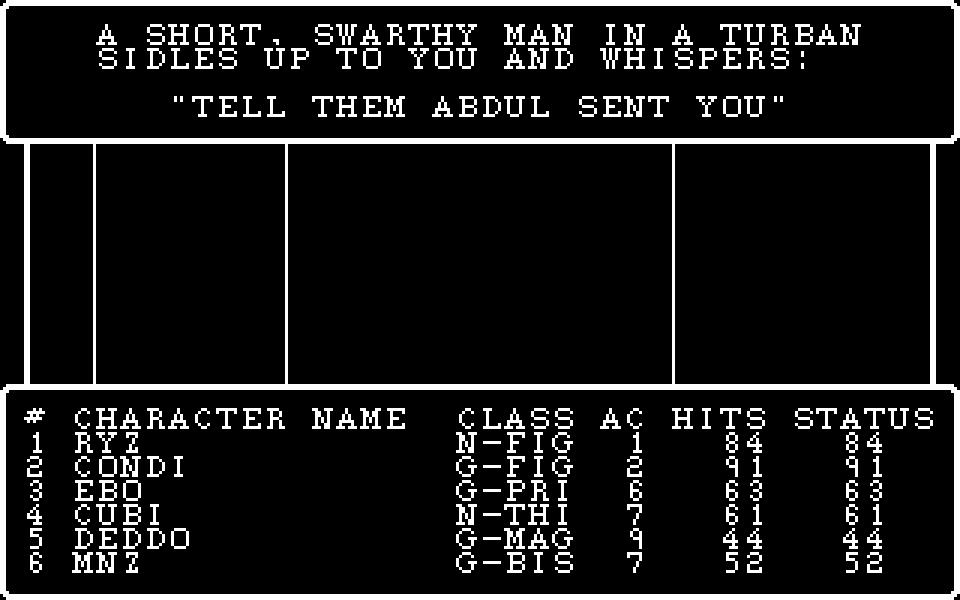 A SHORT, SWARTHY MAN IN A TURBAN
SIDLES UP TO YOU AND WHISPERS:
"TELL THEM ABDUL SENT YOU"
# CHARACTER NAME CLASS AC HITS STATUS
1 RYZ N-FIG 1 84 84
2 CONDI G-FIG 2 91 91
3 EBO G-PRI 6 63 63
4 CUBI N-THI 7 61 61
5 DEDDO G-MAG 9 44 44
6 MNZ G-BIS 7 52 52